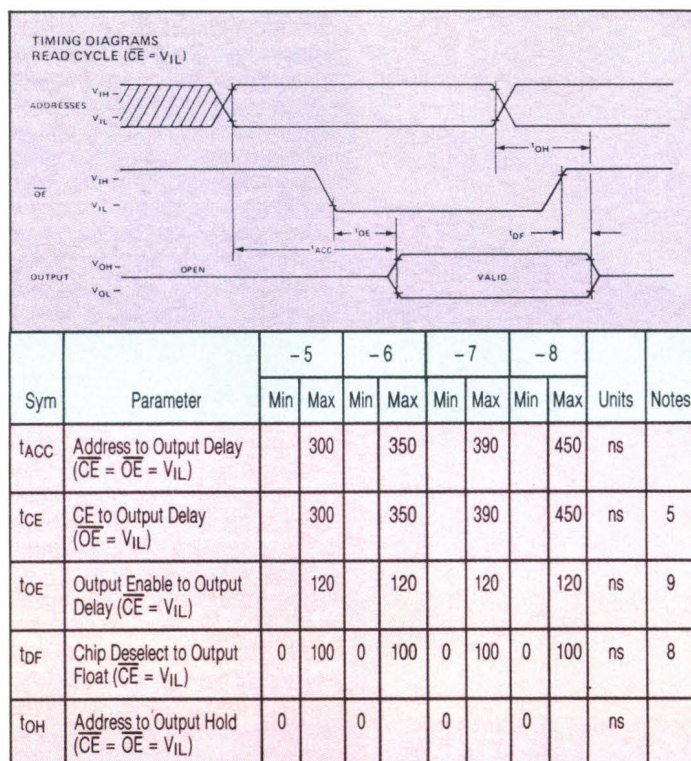 TIMING DIAGRAMS
READ CYCLE (C̅E̅ = VIL)
VIH
ADDRESSES
VIL
tOH
VIH
O̅E̅
VIL
tOE
tDF
tACC
VOH
OPEN
OUTPUT
VALID
VOL
-5 -6 -7 -8
Sym Parameter Min Max Min Max Min Max Min Max Units Notes
tACC Address to Output Delay 300 350 390 450 ns
(C̅E̅ = O̅E̅ = VIL)
tCE CE to Output Delay 300 350 390 450 ns 5
(O̅E̅ = VIL)
tOE Output Enable to Output 120 120 120 120 ns 9
Delay (C̅E̅ = VIL)
tDF Chip Deselect to Output 0 100 0 100 0 100 0 100 ns 8
Float (C̅E̅ = VIL)
tOH Address to Output Hold 0 0 0 0 ns
(C̅E̅ = O̅E̅ = VIL)